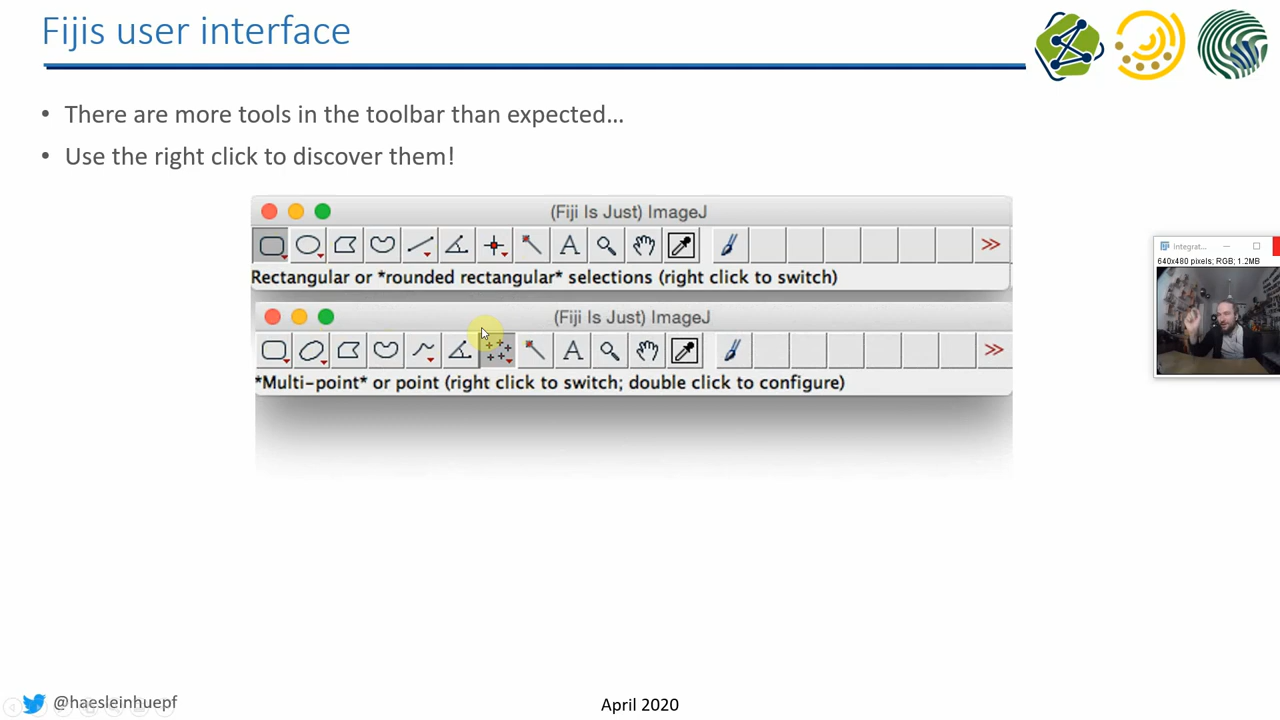 Fijis user interface
• There are more tools in the toolbar than expected…
• Use the right click to discover them!
(Fiji Is Just) ImageJ
A
>>
Rectangular or *rounded rectangular* selections (right click to switch)
(Fiji Is Just) ImageJ
A
>>
*Multi-point* or point (right click to switch; double click to configure)
integrat...
640x480 pixels; RGB; 1.2MB
@haesleinhuepf
April 2020